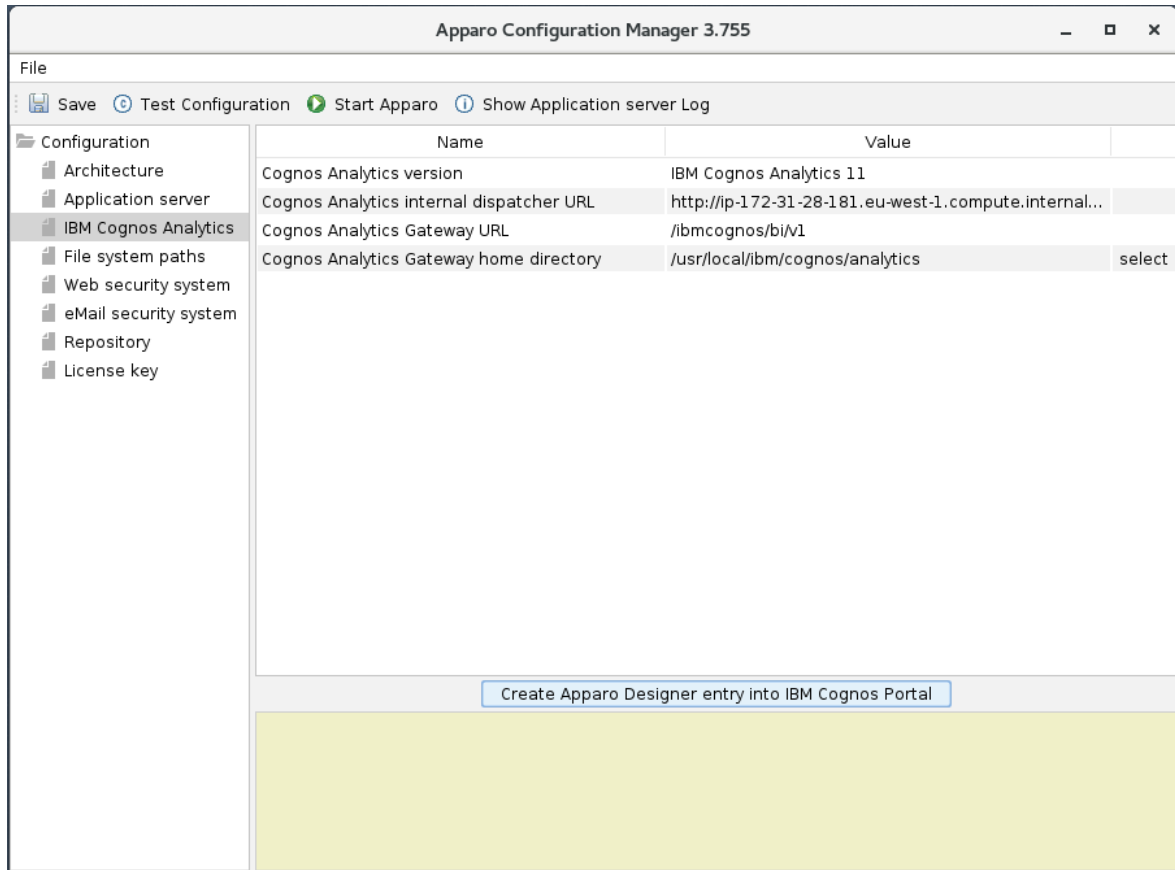 Apparo Configuration Manager 3.755
File
Save Test Configuration Start Apparo Show Application server Log
Configuration
Architecture
Application server
IBM Cognos Analytics
File system paths
Web security system
eMail security system
Repository
License key
Name Value
Cognos Analytics version IBM Cognos Analytics 11
Cognos Analytics internal dispatcher URL http://ip-172-31-28-181.eu-west-1.compute.internal...
Cognos Analytics Gateway URL /ibmcognos/bi/v1
Cognos Analytics Gateway home directory /usr/local/ibm/cognos/analytics select
Create Apparo Designer entry into IBM Cognos Portal